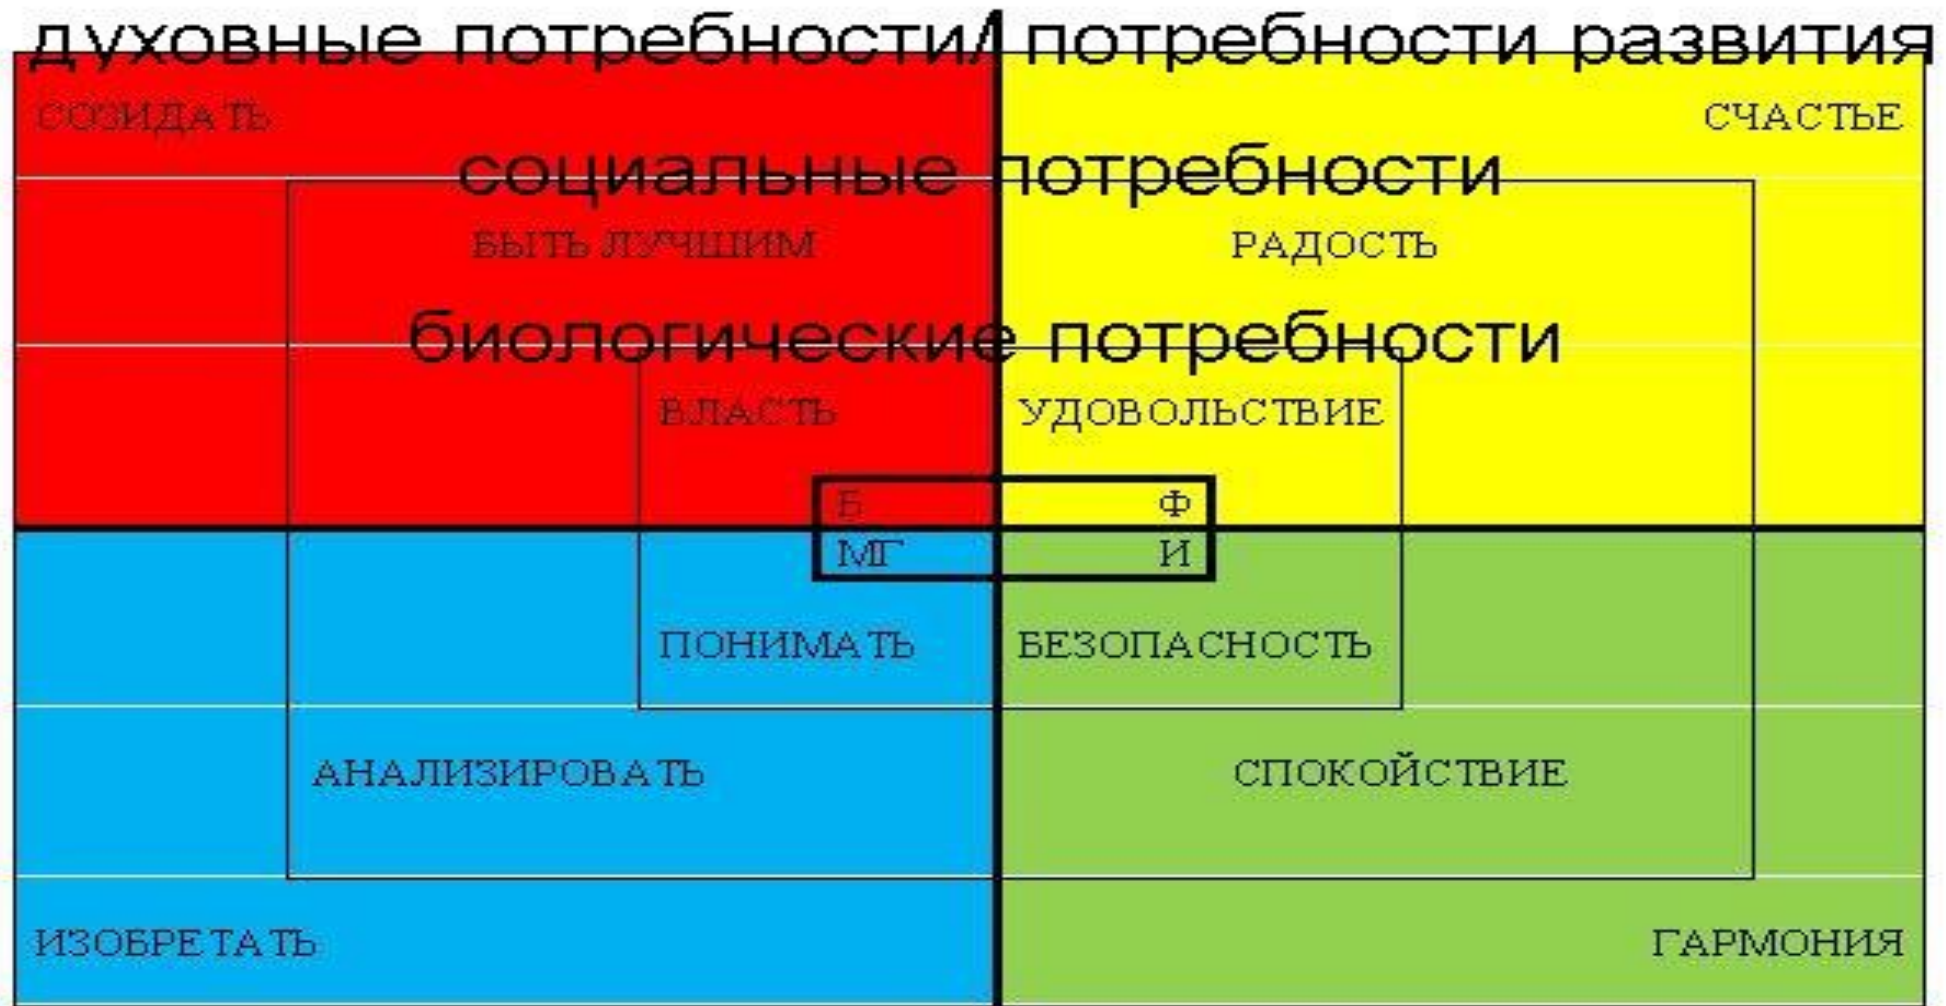 духовные потребности/ потребности развития
СОЗИДАТЬ СЧАСТЬЕ
социальные потребности
БЫТЬ ЛУЧШИМ РАДОСТЬ
биологические потребности
ВЛАСТЬ УДОВОЛЬСТВИЕ
Б Ф
МГ И
ПОНИМАТЬ БЕЗОПАСНОСТЬ
АНАЛИЗИРОВАТЬ СПОКОЙСТВИЕ
ИЗОБРЕТАТЬ ГАРМОНИЯ